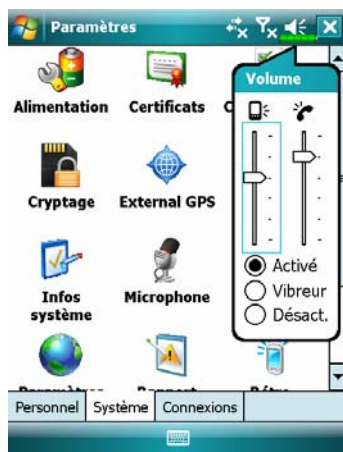 Paramètres
Volume
Alimentation Certificats
Cryptage External GPS
Infos système Microphone
Activé
Vibreur
Désact.
Personnel Système Connexions